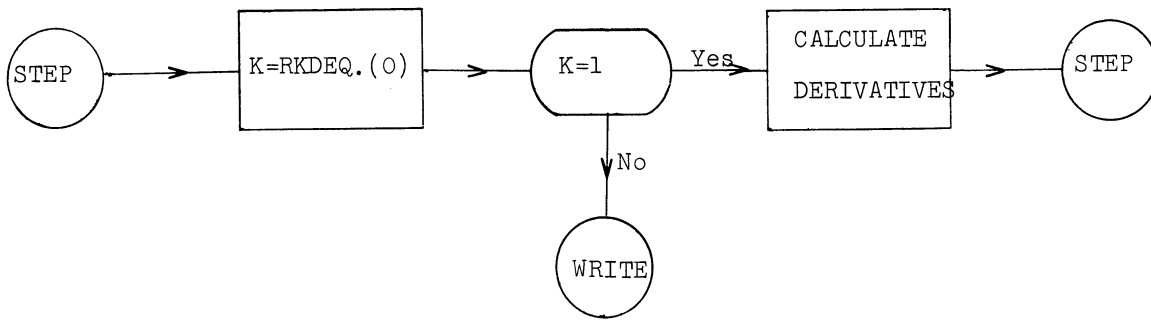 STEP
K=RKDEQ.(0)
K=1
Yes
CALCULATE
DERIVATIVES
STEP
No
WRITE